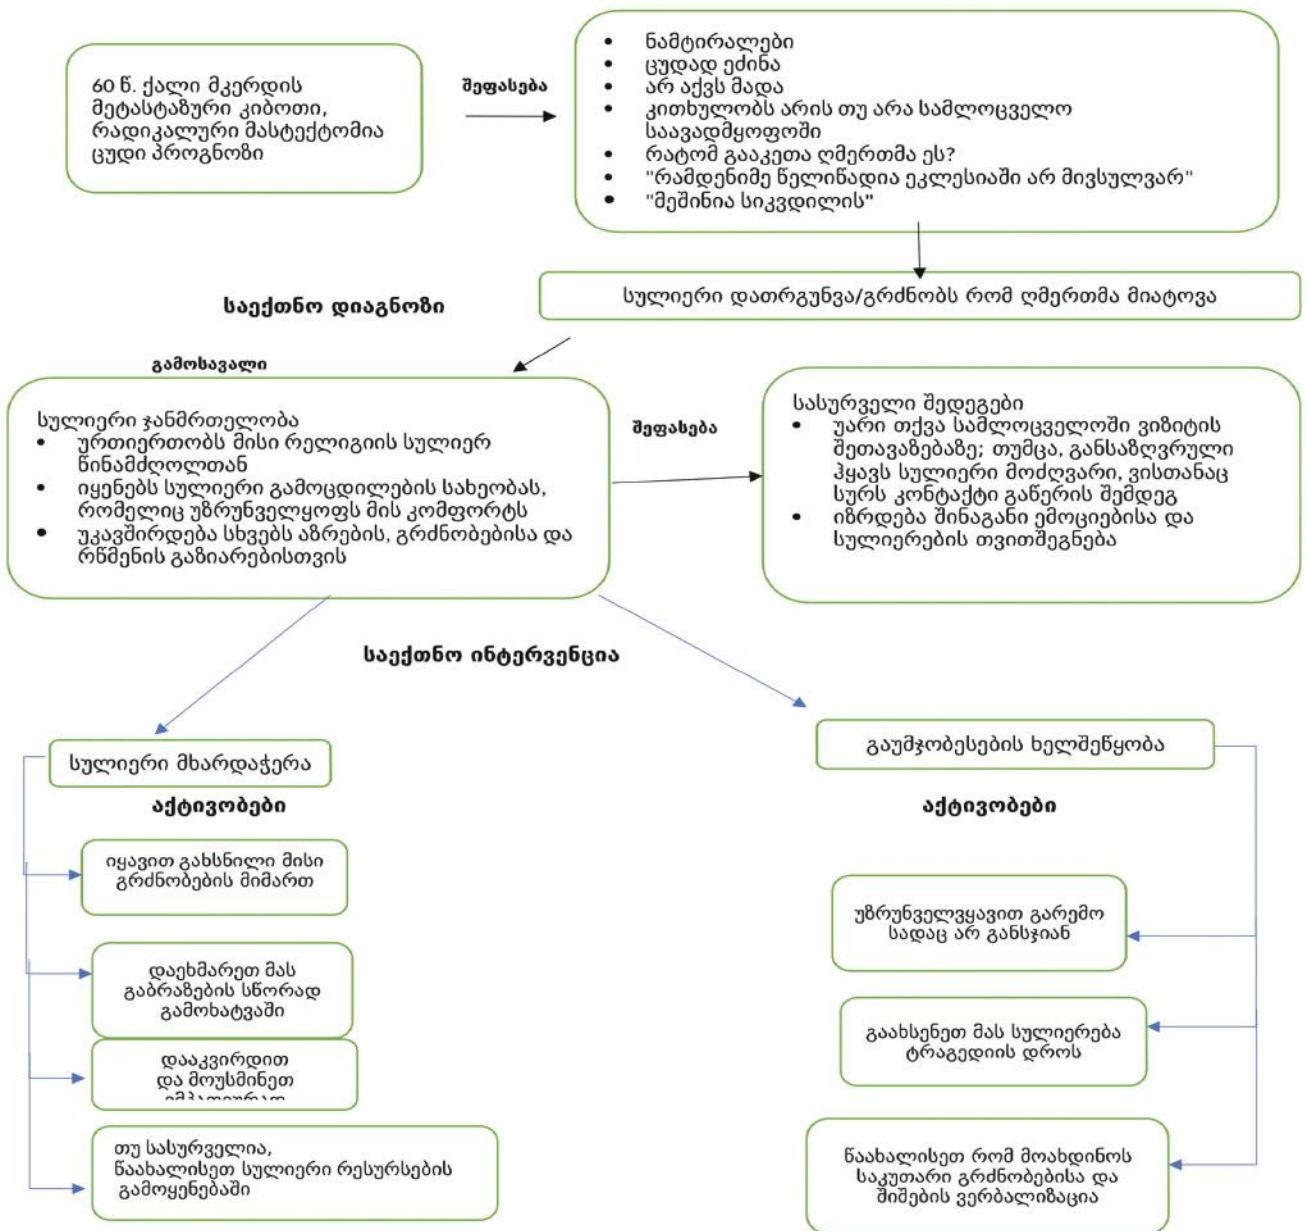 60 წ. ქალი მკერდის
მეტასტაზური კიბოთი,
რადიკალური მასტექტომია
ცუდი პროგნოზი
შეფასება
• ნამტირალები
• ცუდად ეძინა
• არ აქვს მადა
• კითხულობს არის თუ არა სამლოცველო
საავადმყოფოში
• რატომ გააკეთა ღმერთმა ეს?
• "რამდენიმე წელიწადია ეკლესიაში არ მივსულვარ"
• "მეშინია სიკვდილის"
სულიერი დათრგუნვა/გრძნობს რომ ღმერთმა მიატოვა
საექთნო დიაგნოზი
გამოსავალი
სულიერი ჯანმრთელობა
• ურთიერთობს მისი რელიგიის სულიერ
წინამძღოლთან
• იყენებს სულიერი გამოცდილების სახეობას,
რომელიც უზრუნველყოფს მის კომფორტს
• უკავშირდება სხვებს აზრების, გრძნობებისა და
რწმენის გაზიარებისთვის
შეფასება
სასურველი შედეგები
• უარი თქვა სამლოცველოში ვიზიტის
შეთავაზებაზე; თუმცა, განსაზღვრული
ჰყავს სულიერი მოძღვარი, ვისთანაც
სურს კონტაქტი გაწერის შემდეგ
• იზრდება შინაგანი ემოციებისა და
სულიერების თვითშეგნება
საექთნო ინტერვენცია
სულიერი მხარდაჭერა
აქტივობები
იყავით გახსნილი მისი
გრძნობების მიმართ
დაეხმარეთ მას
გაბრაზების სწორად
გამოხატვაში
დააკვირდით
და მოუსმინეთ
თუ სასურველია,
წაახალისეთ სულიერი რესურსების
გამოყენებაში
გაუმჯობესების ხელშეწყობა
აქტივობები
უზრუნველვყავით გარემო
სადაც არ განსჯიან
გაახსენეთ მას სულიერება
ტრაგედიის დროს
წაახალისეთ რომ მოახდინოს
საკუთარი გრძნობებისა და
შიშების ვერბალიზაცია